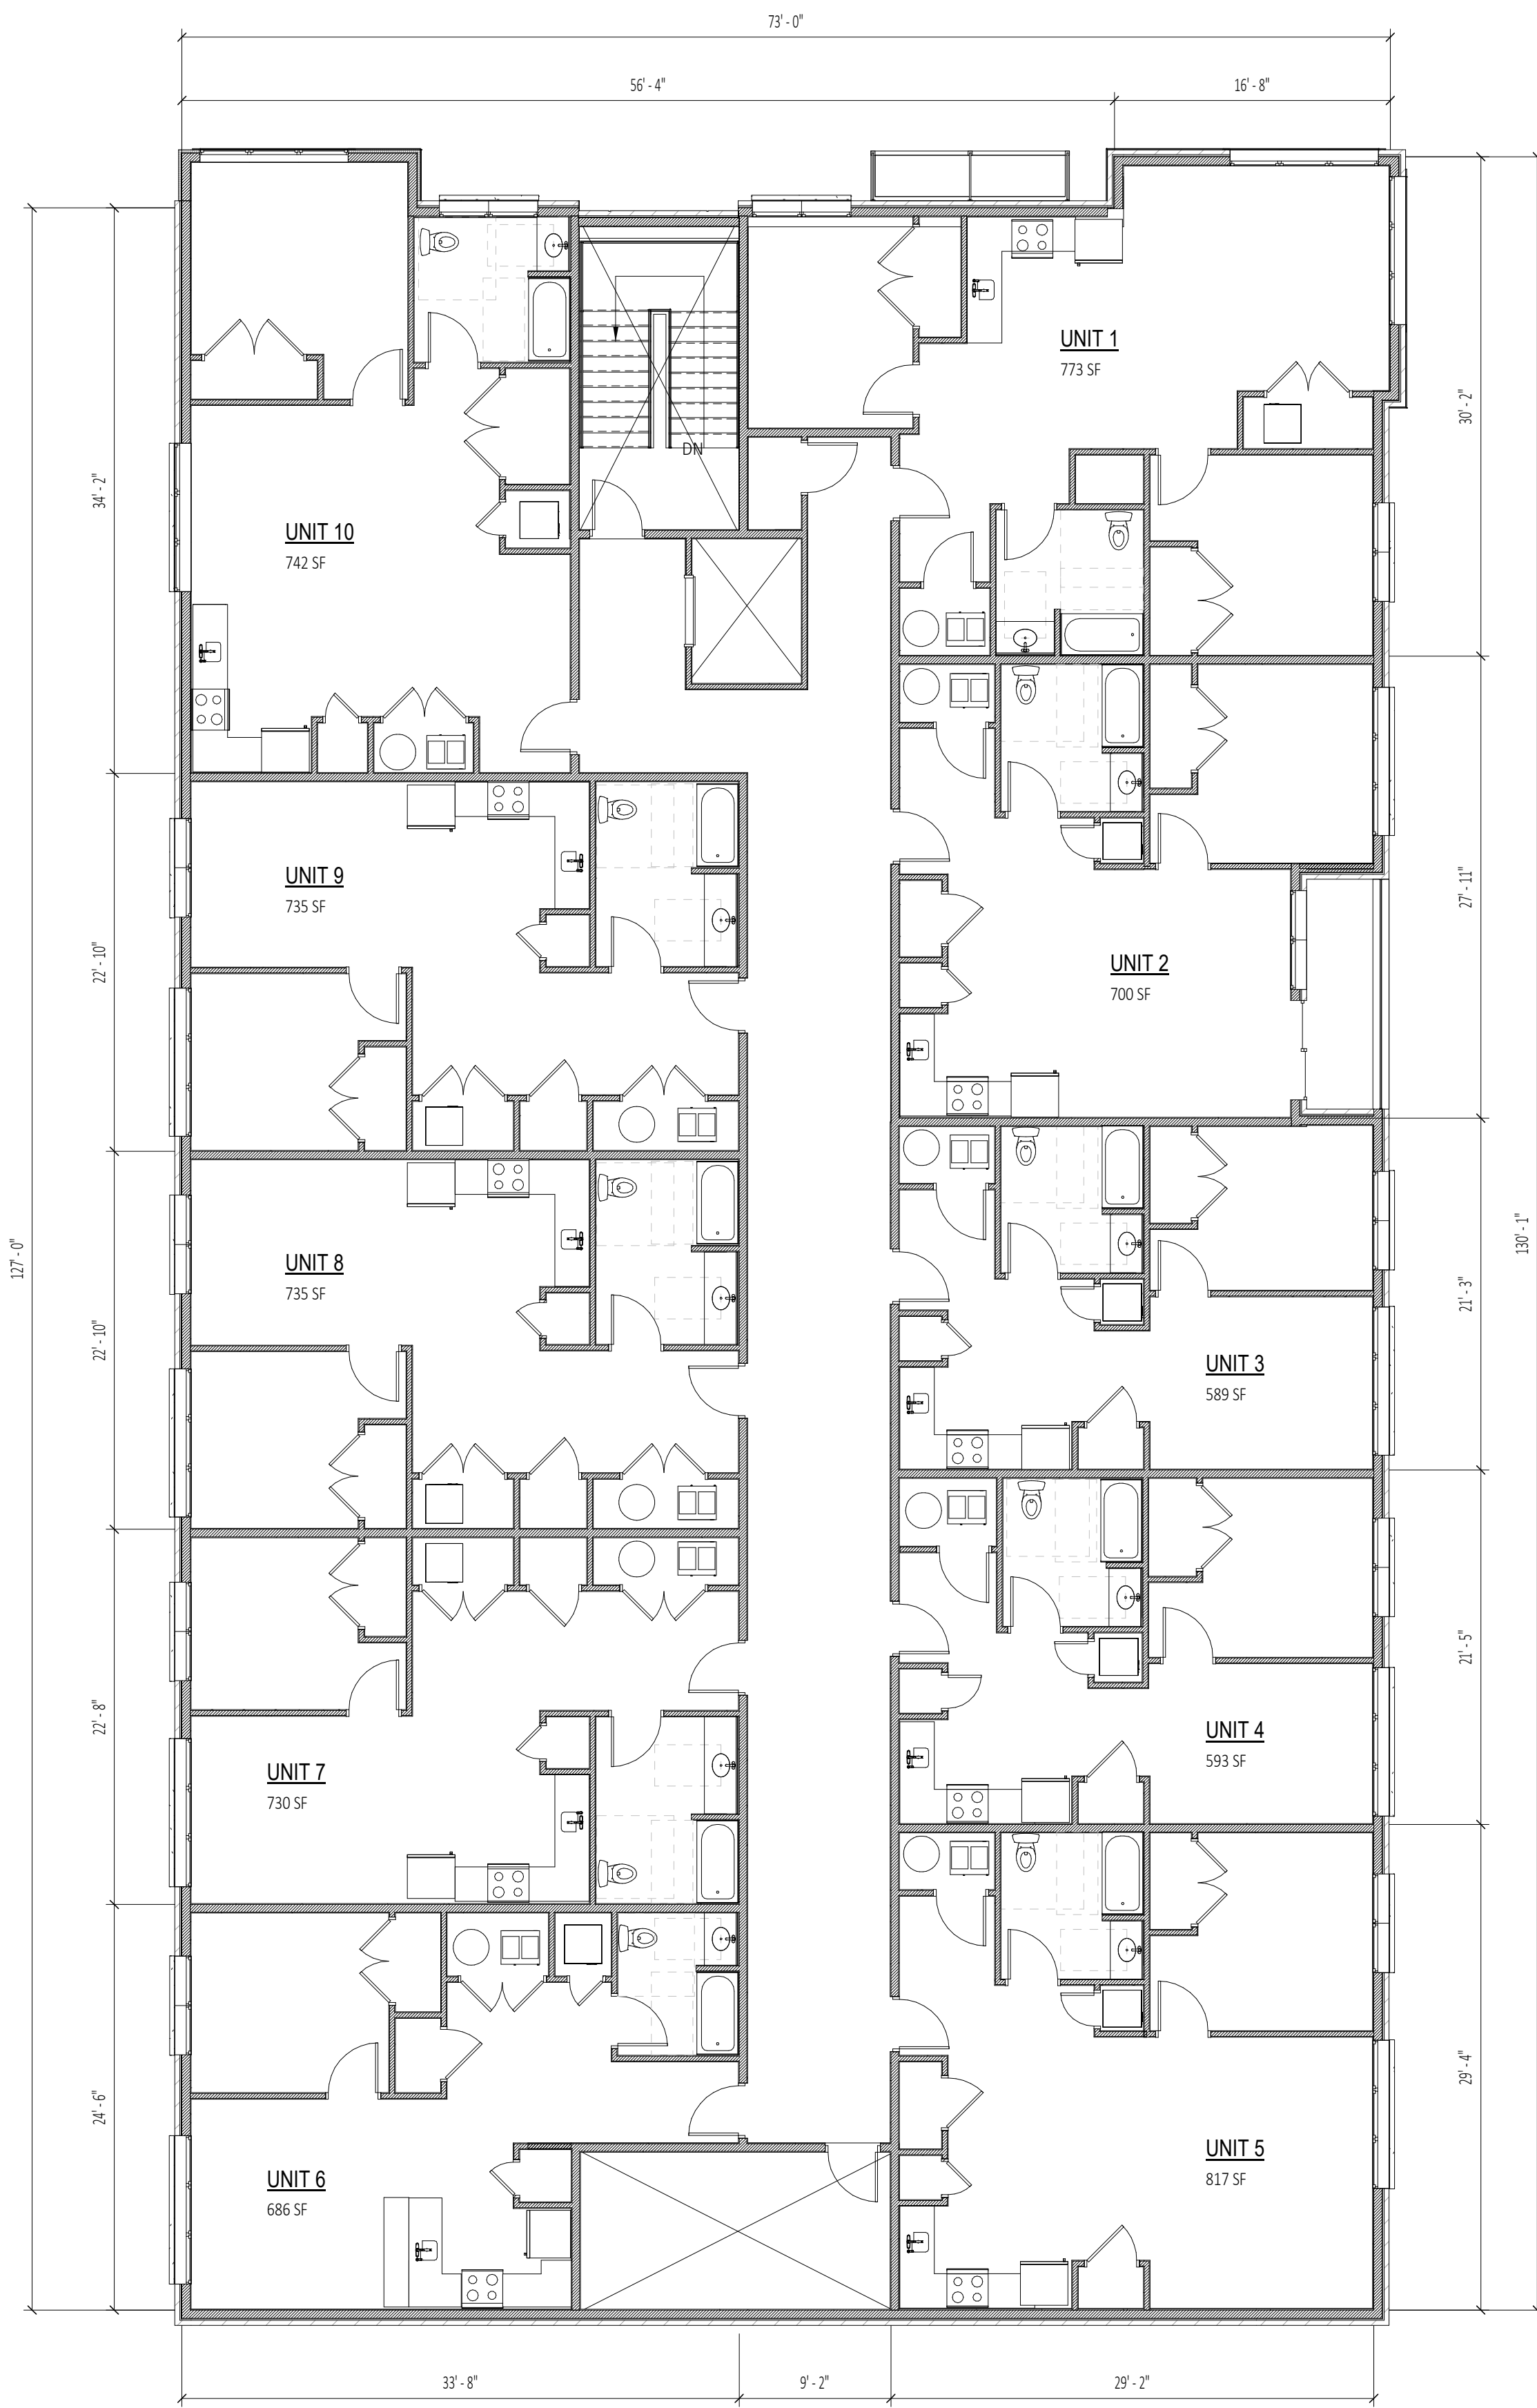 73' - 0"
56' - 4"
16' - 8"
UNIT 1
773 SF
30' - 2"
DN
34' - 2"
UNIT 10
742 SF
UNIT 9
735 SF
27' - 11"
22' - 10"
UNIT 2
700 SF
127' - 0"
130' - 1"
UNIT 8
735 SF
21' - 3"
22' - 10"
UNIT 3
589 SF
21' - 5"
22' - 8"
UNIT 4
593 SF
UNIT 7
730 SF
29' - 4"
24' - 6"
UNIT 5
817 SF
UNIT 6
686 SF
33' - 8"
9' - 2"
29' - 2"